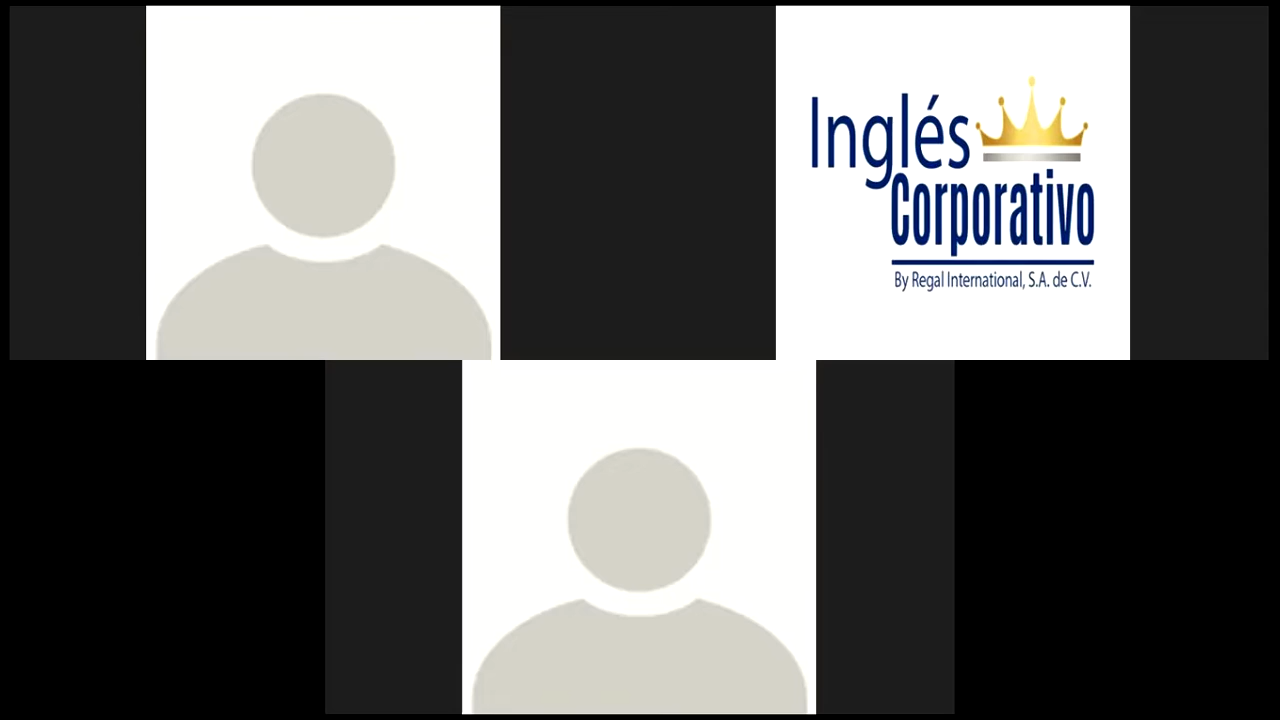 Inglés
Corporativo
By Regal International, S.A. de C.V.